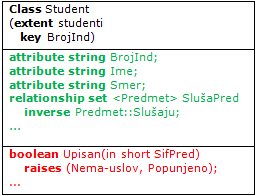 Class Student
(extent studenti
key BrojInd)
attribute string BrojInd;
attribute string Ime;
attribute string Smer;
relationship set <Predmet> SlušaPred
inverse Predmet::Slušaju;
...
boolean Upisan(in short SifPred)
raises (Nema-uslov, Popunjeno);
...